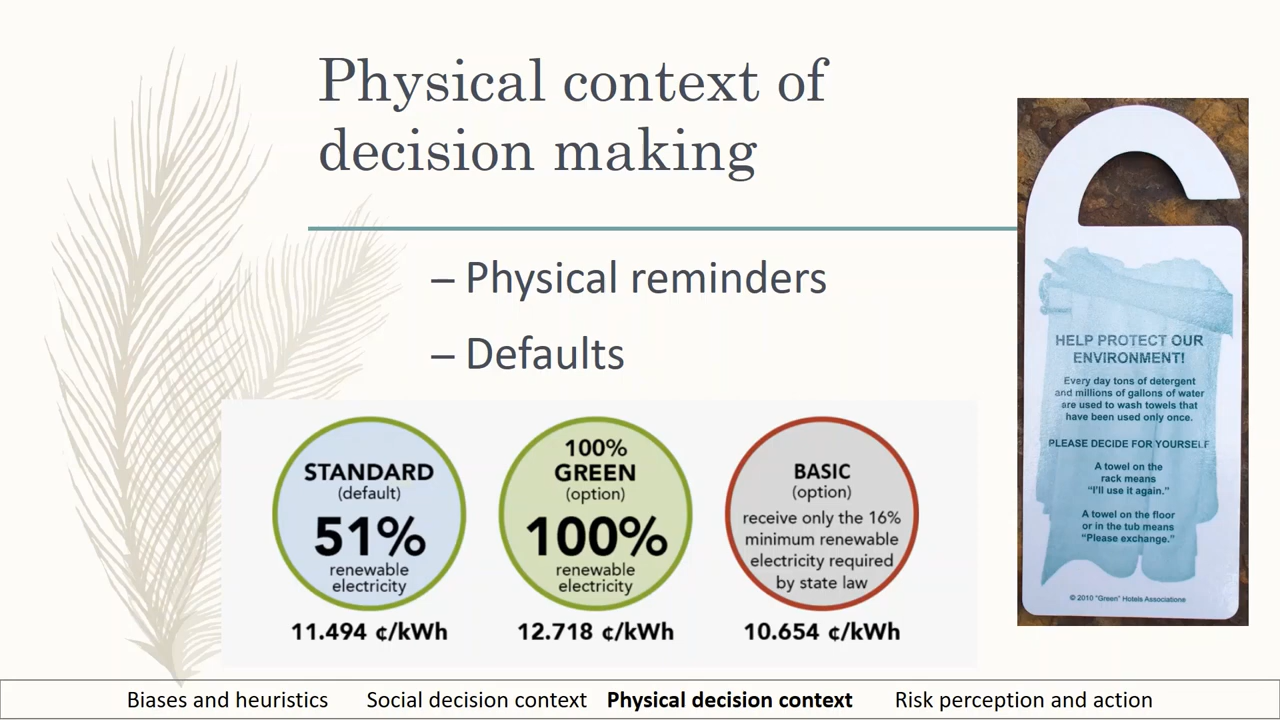 Physical context of
decision making
– Physical reminders
– Defaults
STANDARD
(default)
51%
renewable
electricity
11.494 ¢/kWh
100%
GREEN
(option)
100%
renewable
electricity
12.718 ¢/kWh
BASIC
(option)
receive only the 16%
minimum renewable
electricity required
by state law
10.654 ¢/kWh
HELP PROTECT OUR
ENVIRONMENT!
Every day tons of detergent
and millions of gallons of water
are used to wash towels that
have been used only once.
PLEASE DECIDE FOR YOURSELF
A towel on the
rack means
“I’ll use it again.”
A towel on the floor
or in the tub means
“Please exchange.”
© 2010 "Green" Hotels Associatione
Biases and heuristics Social decision context Physical decision context Risk perception and action